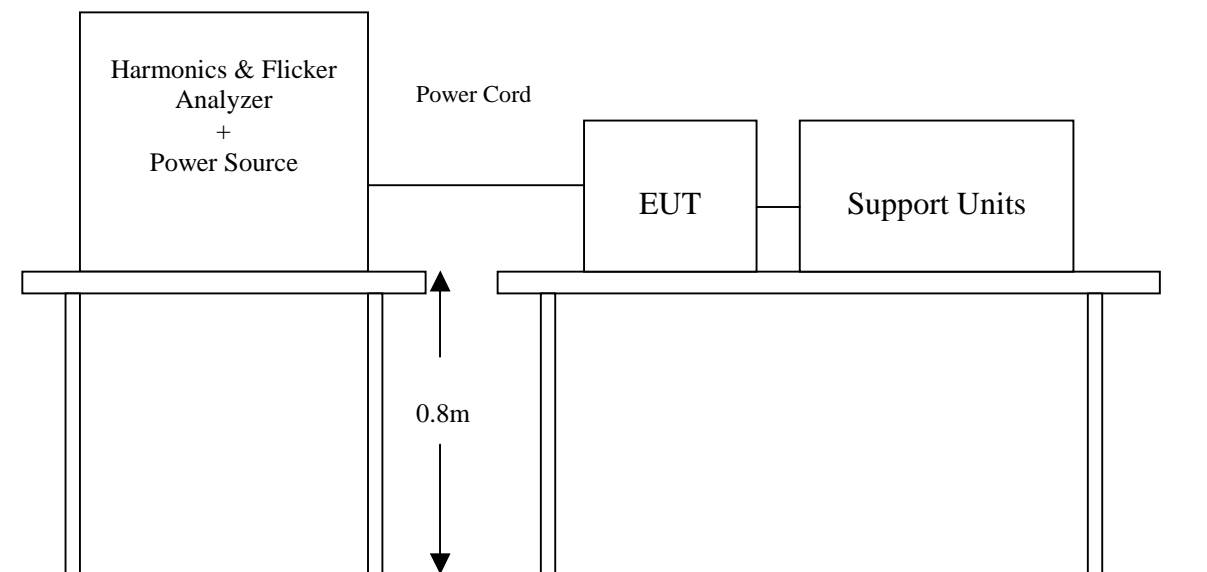 Harmonics & Flicker
Analyzer
+
Power Source
Power Cord
EUT
Support Units
0.8m